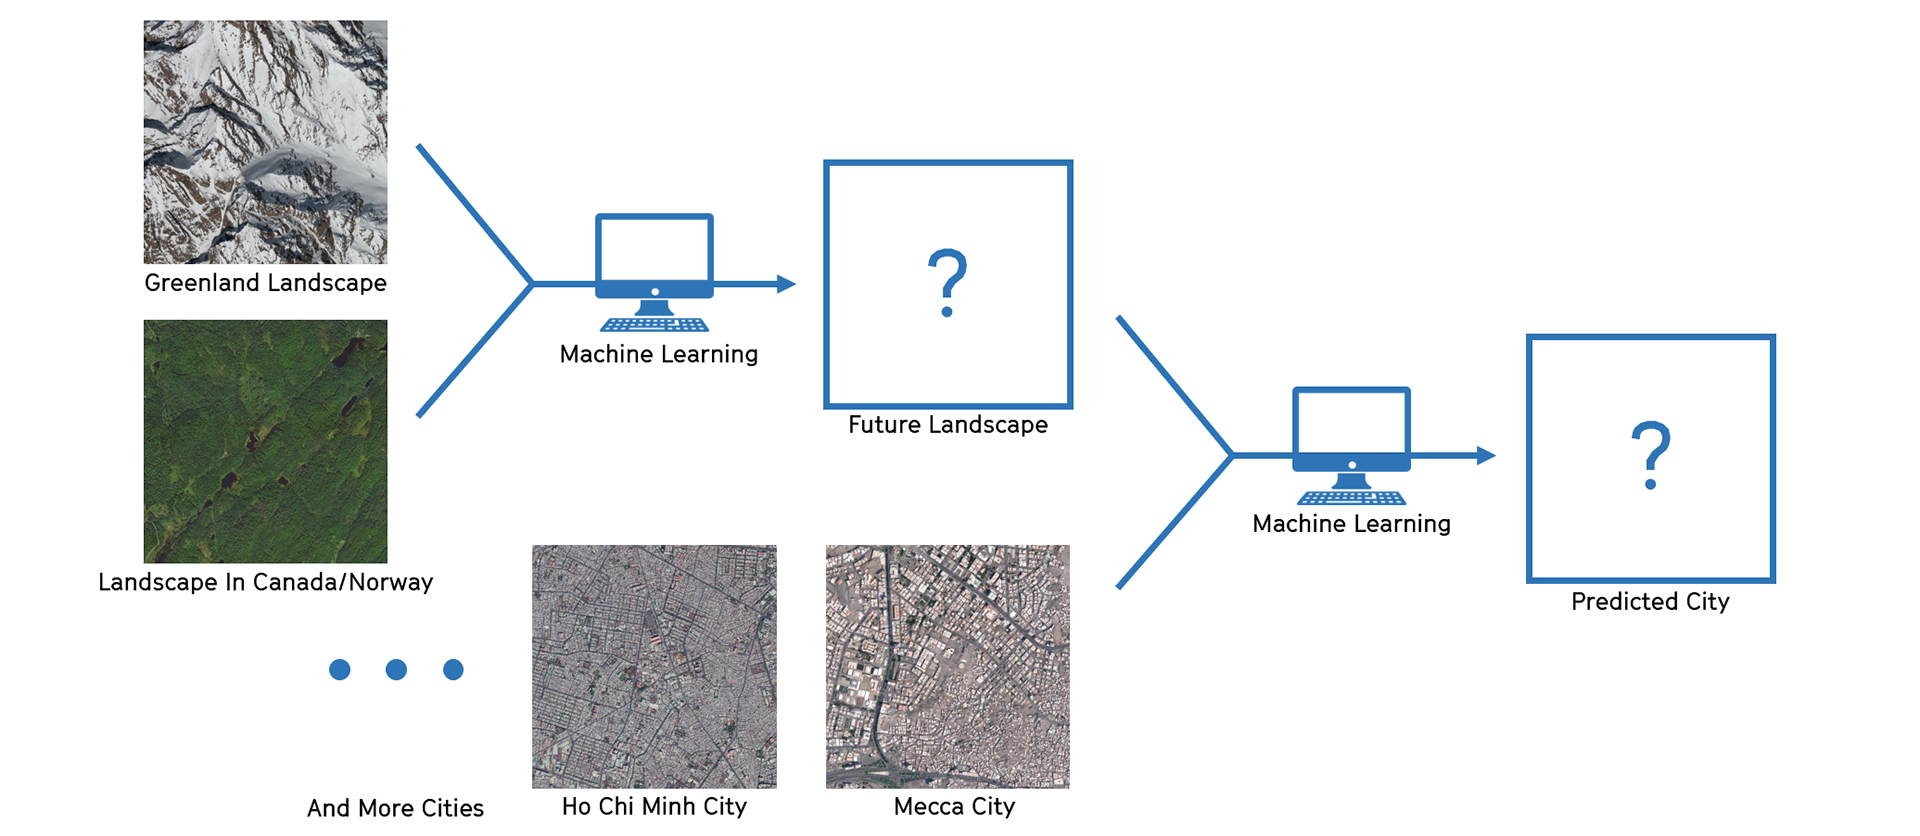 Greenland Landscape
Machine Learning
Future Landscape
Landscape In Canada/Norway
Machine Learning
Predicted City
And More Cities
Ho Chi Minh City
Mecca City
?
?